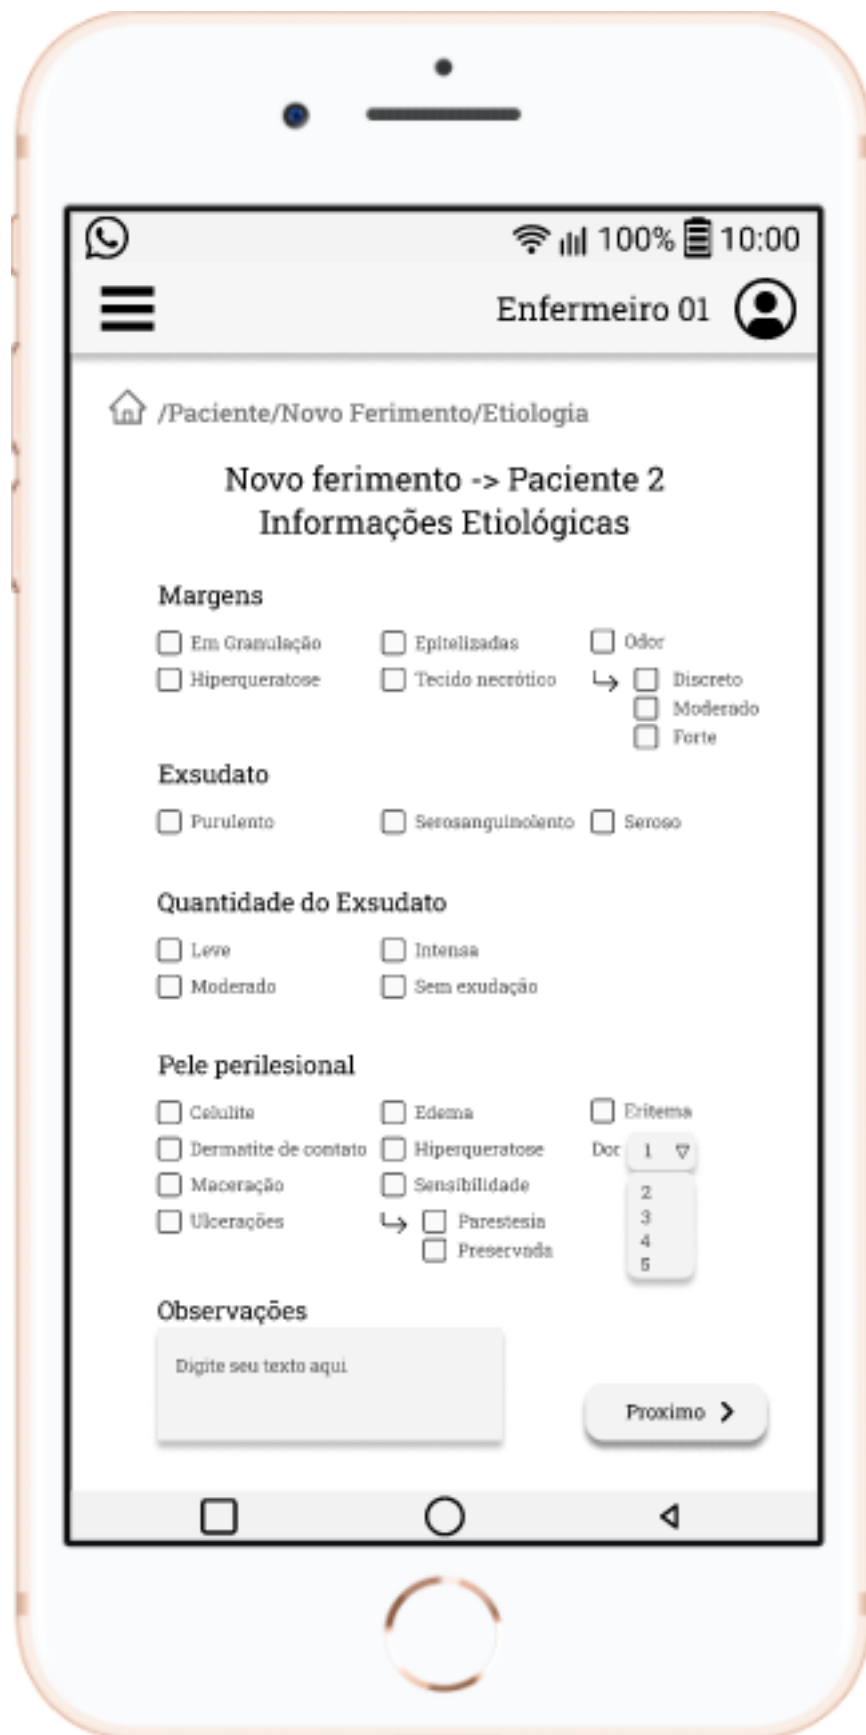 100% 10:00
Enfermeiro 01
/Paciente/Novo Ferimento/Etiologia
Novo ferimento -> Paciente 2
Informações Etiológicas
Margens
Em Granulação Epitelizadas Odor
Hiperqueratose Tecido necrótico Discreto
Moderado
Forte
Exsudato
Purulento Serosanguinolento Seroso
Quantidade do Exsudato
Leve Intensa
Moderado Sem exudação
Pele perilesional
Celulite Edema Eritema
Dermatite de contato Hiperqueratose Dor 1
Maceração Sensibilidade 2
Ulcerações Parestesia 3
Preservada 4
5
Observações
Digite seu texto aqui
Proximo